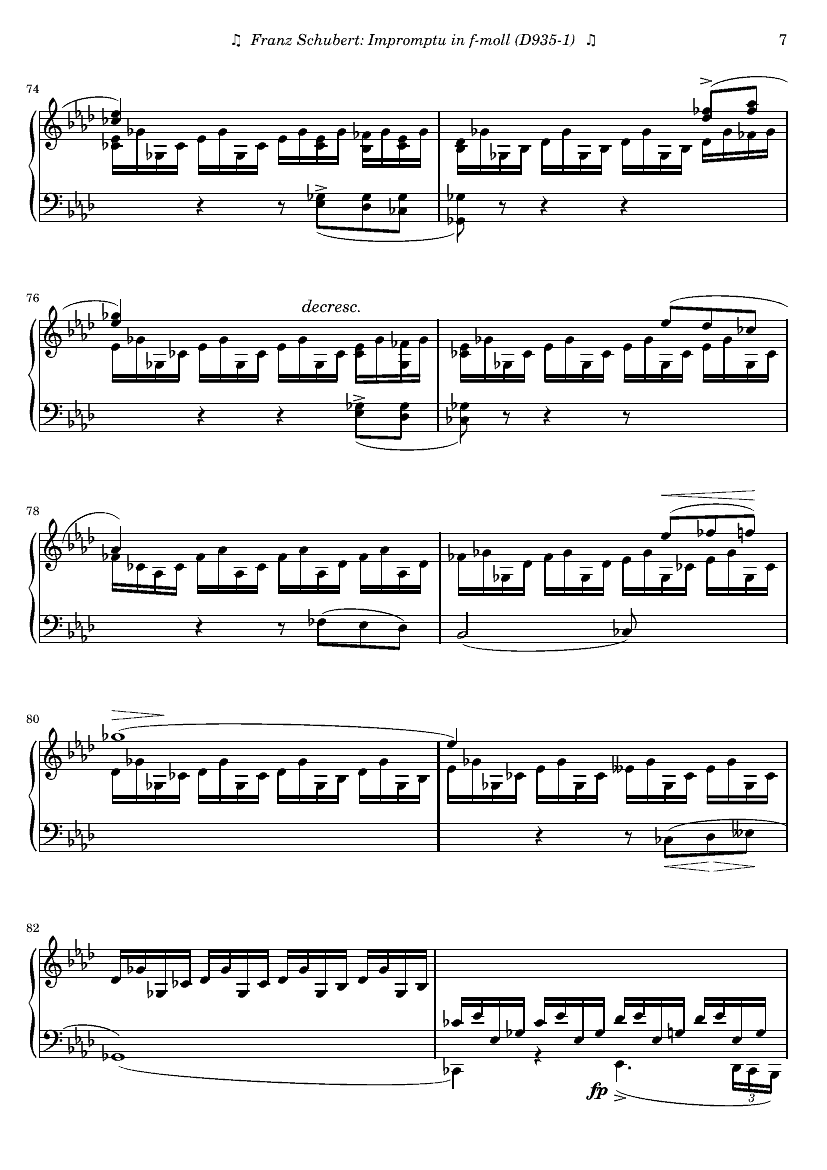 ♫ Franz Schubert: Impromptu in f-moll (D935-1) ♫ 7
74
76
decresc.
78
80
82
fp
3